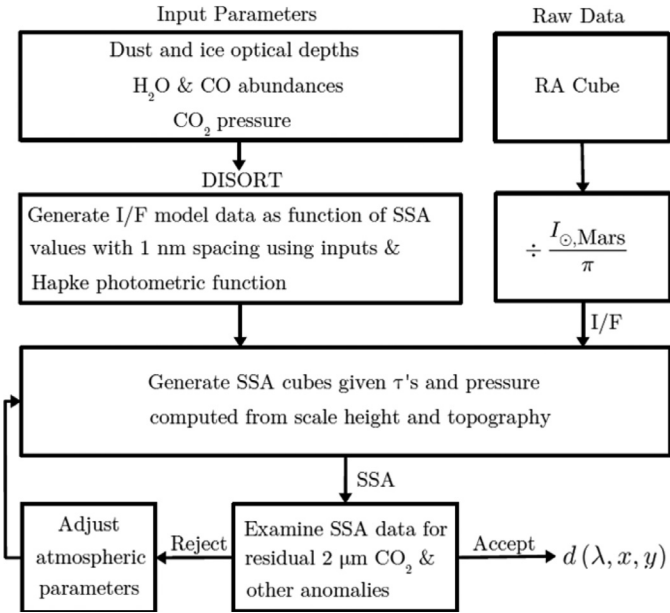 Input Parameters
Dust and ice optical depths
H₂O & CO abundances
CO₂ pressure
Raw Data
RA Cube
DISORT
Generate I/F model data as function of SSA
values with 1 nm spacing using inputs &
Hapke photometric function
÷ I⊙,Mars / π
I/F
Generate SSA cubes given τ's and pressure
computed from scale height and topography
SSA
Examine SSA data for
residual 2 μm CO₂ &
other anomalies
Reject
Adjust
atmospheric
parameters
Accept
d (λ, x, y)